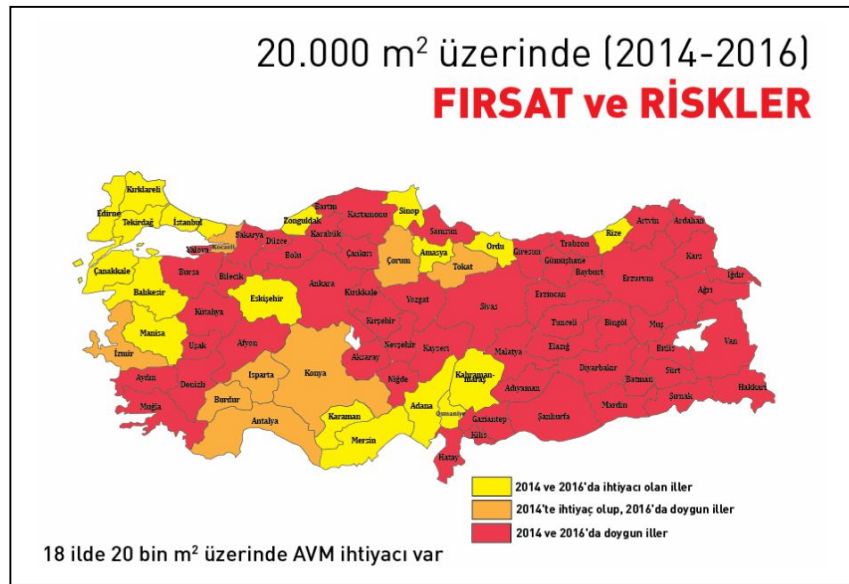 20.000 m² üzerinde (2014-2016)
FIRSAT ve RİSKLER
Kırklareli
Edirne
Tekirdağ
İstanbul
Kocaeli
Yalova
Sakarya
Düzce
Bolu
Zonguldak
Bartın
Karabük
Kastamonu
Sinop
Samsun
Çankırı
Çorum
Amasya
Tokat
Ordu
Giresun
Trabzon
Gümüşhane
Bayburt
Rize
Artvin
Ardahan
Kars
Iğdır
Ağrı
Erzurum
Çanakkale
Balıkesir
Bursa
Bilecik
Eskişehir
Ankara
Kırıkkale
Yozgat
Sivas
Erzincan
Kütahya
Manisa
İzmir
Uşak
Afyon
Kırşehir
Nevşehir
Kayseri
Aksaray
Niğde
Malatya
Tunceli
Elazığ
Bingöl
Muş
Bitlis
Van
Aydın
Denizli
Muğla
Isparta
Burdur
Antalya
Konya
Karaman
Mersin
Adana
Kahraman-
maraş
Osmaniye
Gaziantep
Kilis
Hatay
Adıyaman
Şanlıurfa
Diyarbakır
Batman
Mardin
Siirt
Şırnak
Hakkari
2014 ve 2016'da ihtiyacı olan iller
2014'te ihtiyaç olup, 2016'da doygun iller
2014 ve 2016'da doygun iller
18 ilde 20 bin m² üzerinde AVM ihtiyacı var